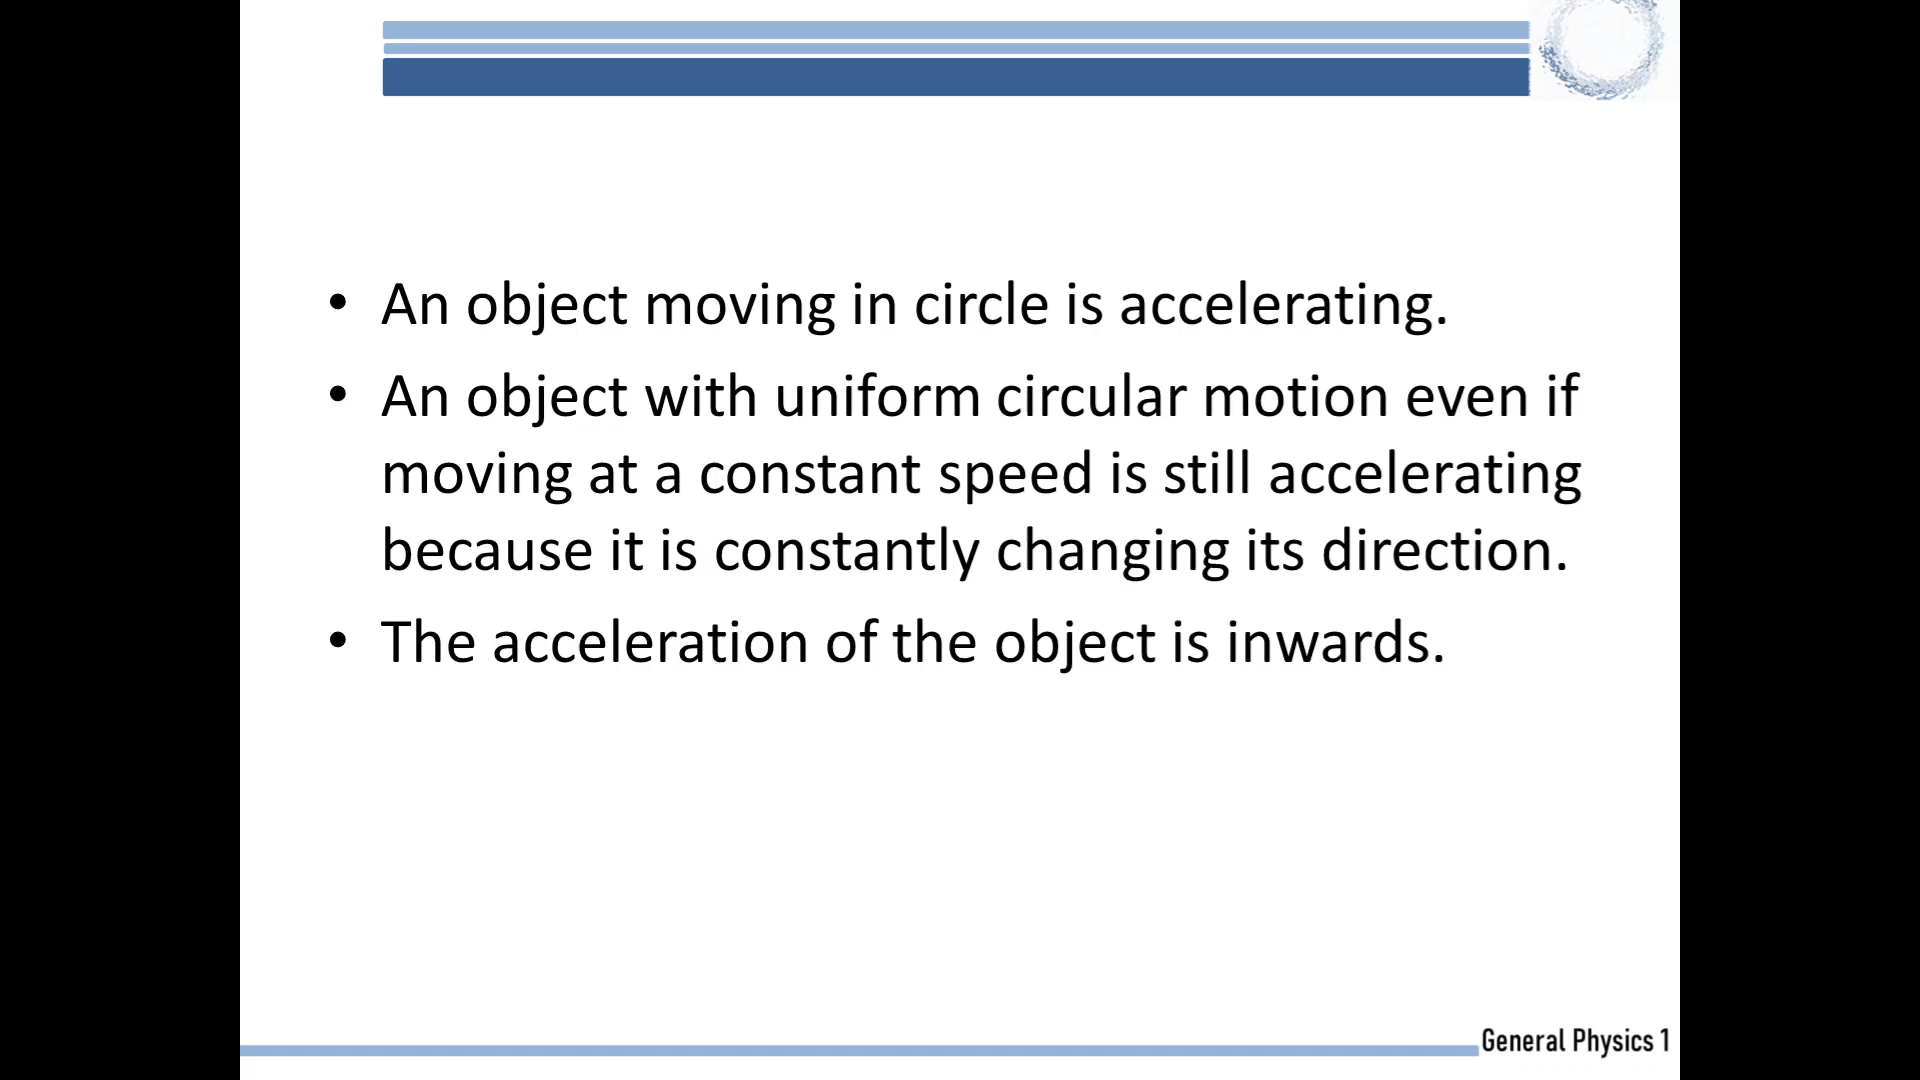 • An object moving in circle is accelerating.
• An object with uniform circular motion even if
moving at a constant speed is still accelerating
because it is constantly changing its direction.
• The acceleration of the object is inwards.
General Physics 1